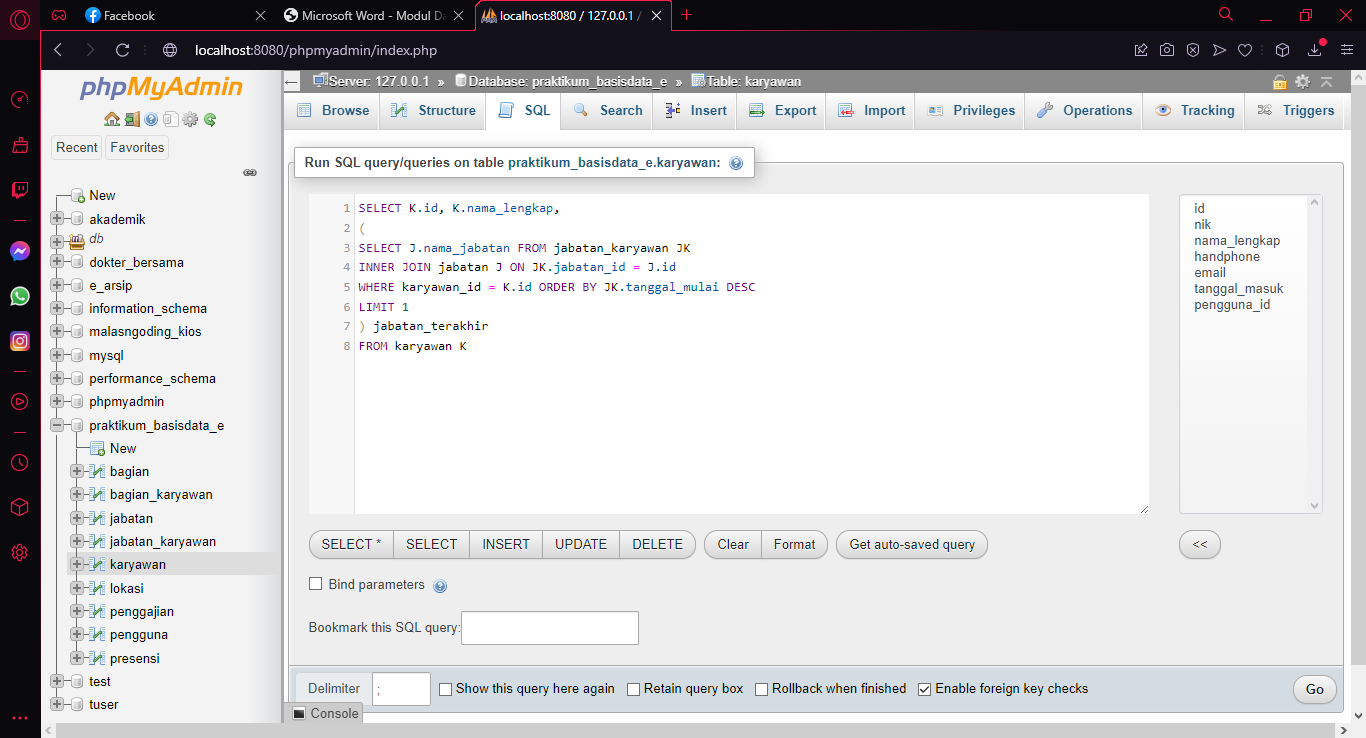 Facebook
Microsoft Word - Modul Da
localhost:8080 / 127.0.0.1 /
localhost:8080/phpmyadmin/index.php
phpMyAdmin
Recent
Favorites
New
akademik
db
dokter_bersama
e_arsip
information_schema
malasngoding_kios
mysql
performance_schema
phpmyadmin
praktikum_basisdata_e
New
bagian
bagian_karyawan
jabatan
jabatan_karyawan
karyawan
lokasi
penggajian
pengguna
presensi
test
tuser
Server: 127.0.0.1 » Database: praktikum_basisdata_e » Table: karyawan
Browse
Structure
SQL
Search
Insert
Export
Import
Privileges
Operations
Tracking
Triggers
Run SQL query/queries on table praktikum_basisdata_e.karyawan:
1 SELECT K.id, K.nama_lengkap,
2 (
3 SELECT J.nama_jabatan FROM jabatan_karyawan JK
4 INNER JOIN jabatan J ON JK.jabatan_id = J.id
5 WHERE karyawan_id = K.id ORDER BY JK.tanggal_mulai DESC
6 LIMIT 1
7 ) jabatan_terakhir
8 FROM karyawan K
id
nik
nama_lengkap
handphone
email
tanggal_masuk
pengguna_id
SELECT *
SELECT
INSERT
UPDATE
DELETE
Clear
Format
Get auto-saved query
<<
Bind parameters
Bookmark this SQL query:
Delimiter
;
Show this query here again
Retain query box
Rollback when finished
Enable foreign key checks
Go
Console